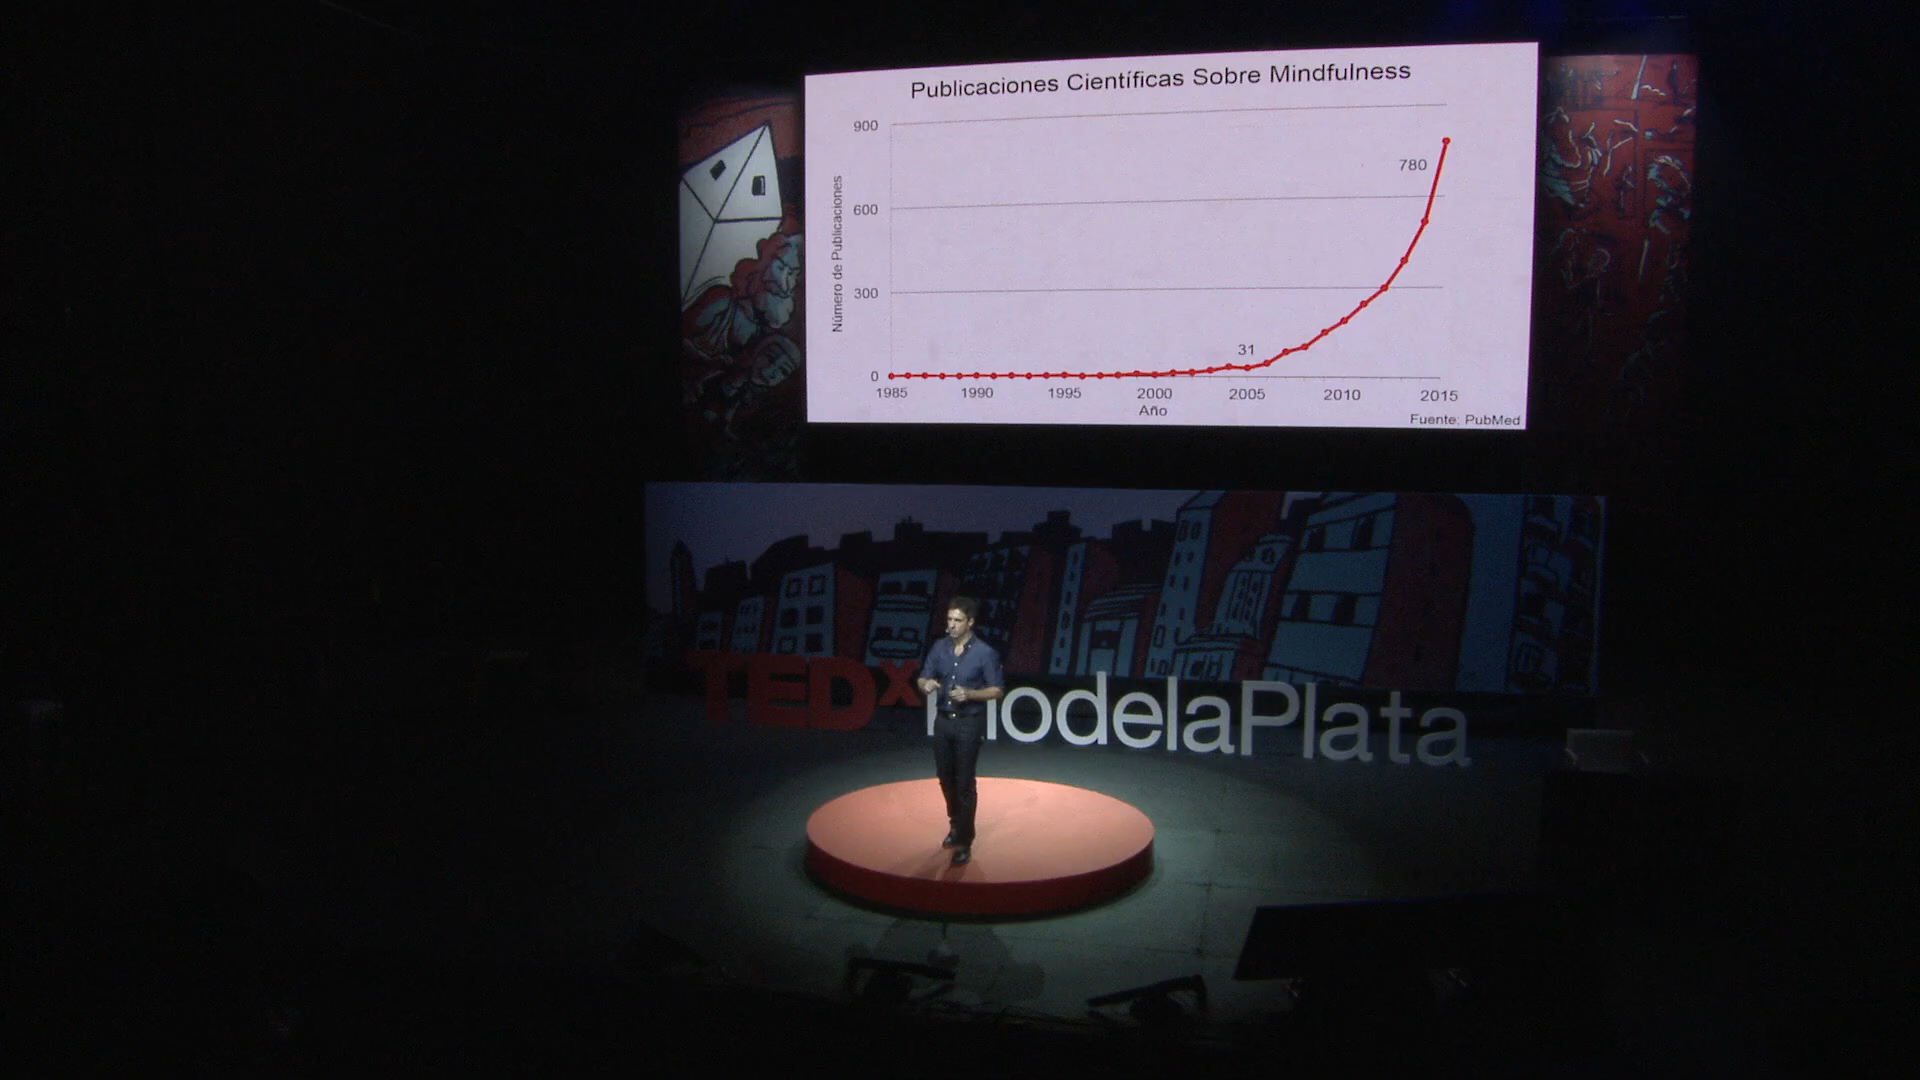 Publicaciones Científicas Sobre Mindfulness
900
780
Número de Publicaciones
600
300
31
0
1985 1990 1995 2000 2005 2010 2015
Año
Fuente: PubMed
TEDx odelaPlata